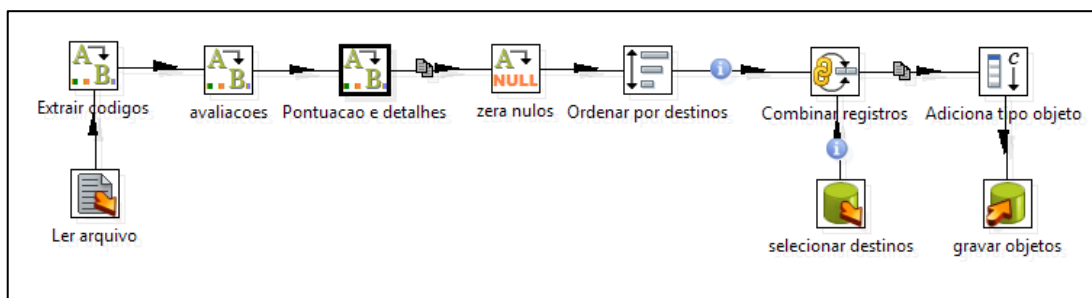 A
B
A
B
A
B
A
NULL
C
Extrair codigos
avaliacoes
Pontuacao e detalhes
zera nulos
Ordenar por destinos
i
Combinar registros
Adiciona tipo objeto
i
Ler arquivo
selecionar destinos
gravar objetos